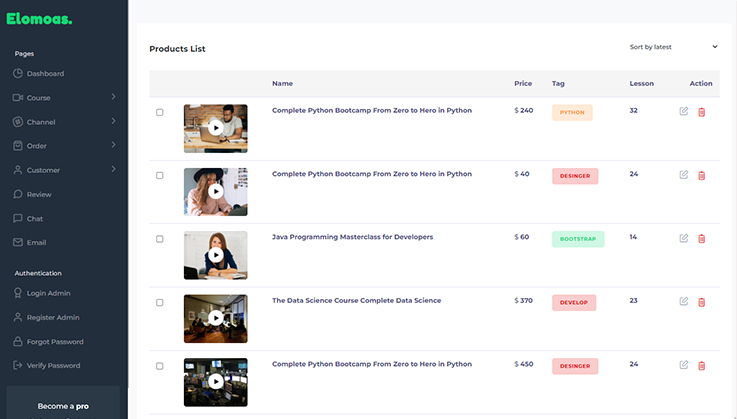 Elomoas.
Pages
Dashboard
Course
Channel
Order
Customer
Review
Chat
Email
Authentication
Login Admin
Register Admin
Forgot Password
Verify Password
Become a pro
Products List
Sort by latest
Name Price Tag Lesson Action
Complete Python Bootcamp From Zero to Hero in Python $ 240 PYTHON 32
Complete Python Bootcamp From Zero to Hero in Python $ 40 DESINGER 24
Java Programming Masterclass for Developers $ 60 BOOTSTRAP 14
The Data Science Course Complete Data Science $ 370 DEVELOP 23
Complete Python Bootcamp From Zero to Hero in Python $ 450 DESINGER 24